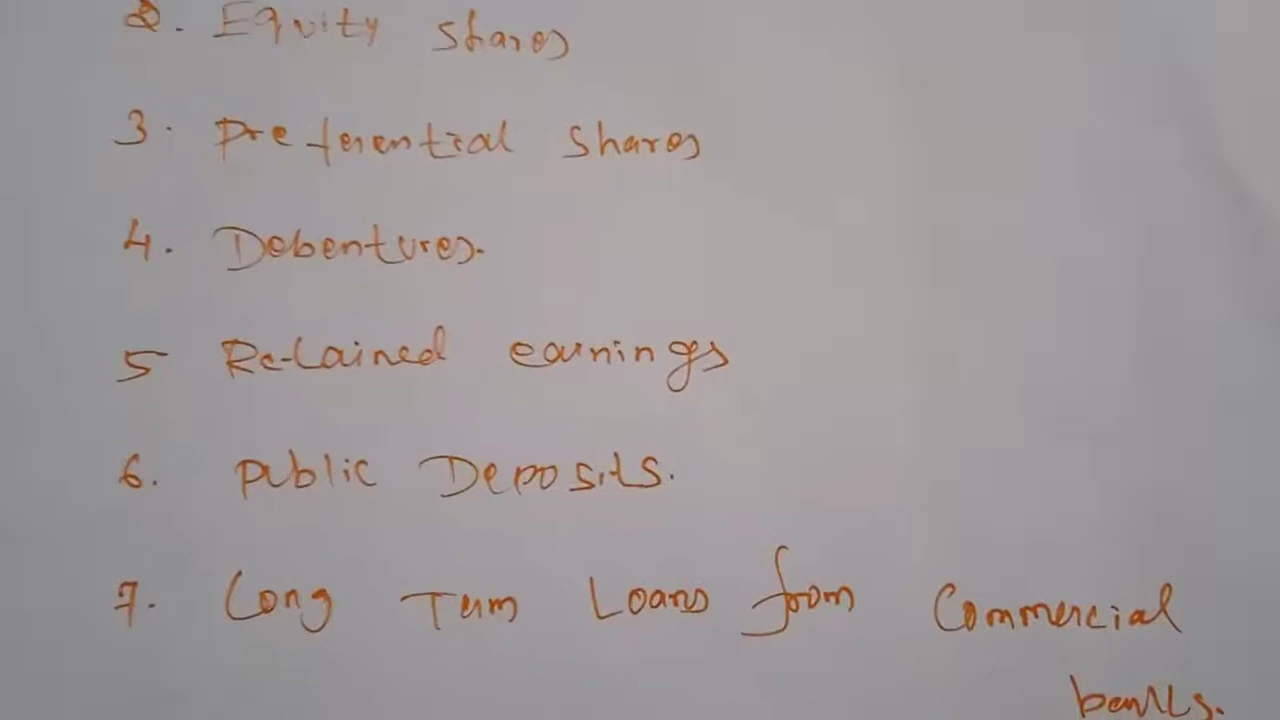 2. Equity shares
3. Preferential shares
4. Debentures.
5 Retained earnings
6. Public Deposits.
7. Long Term Loans from Commercial
banks.